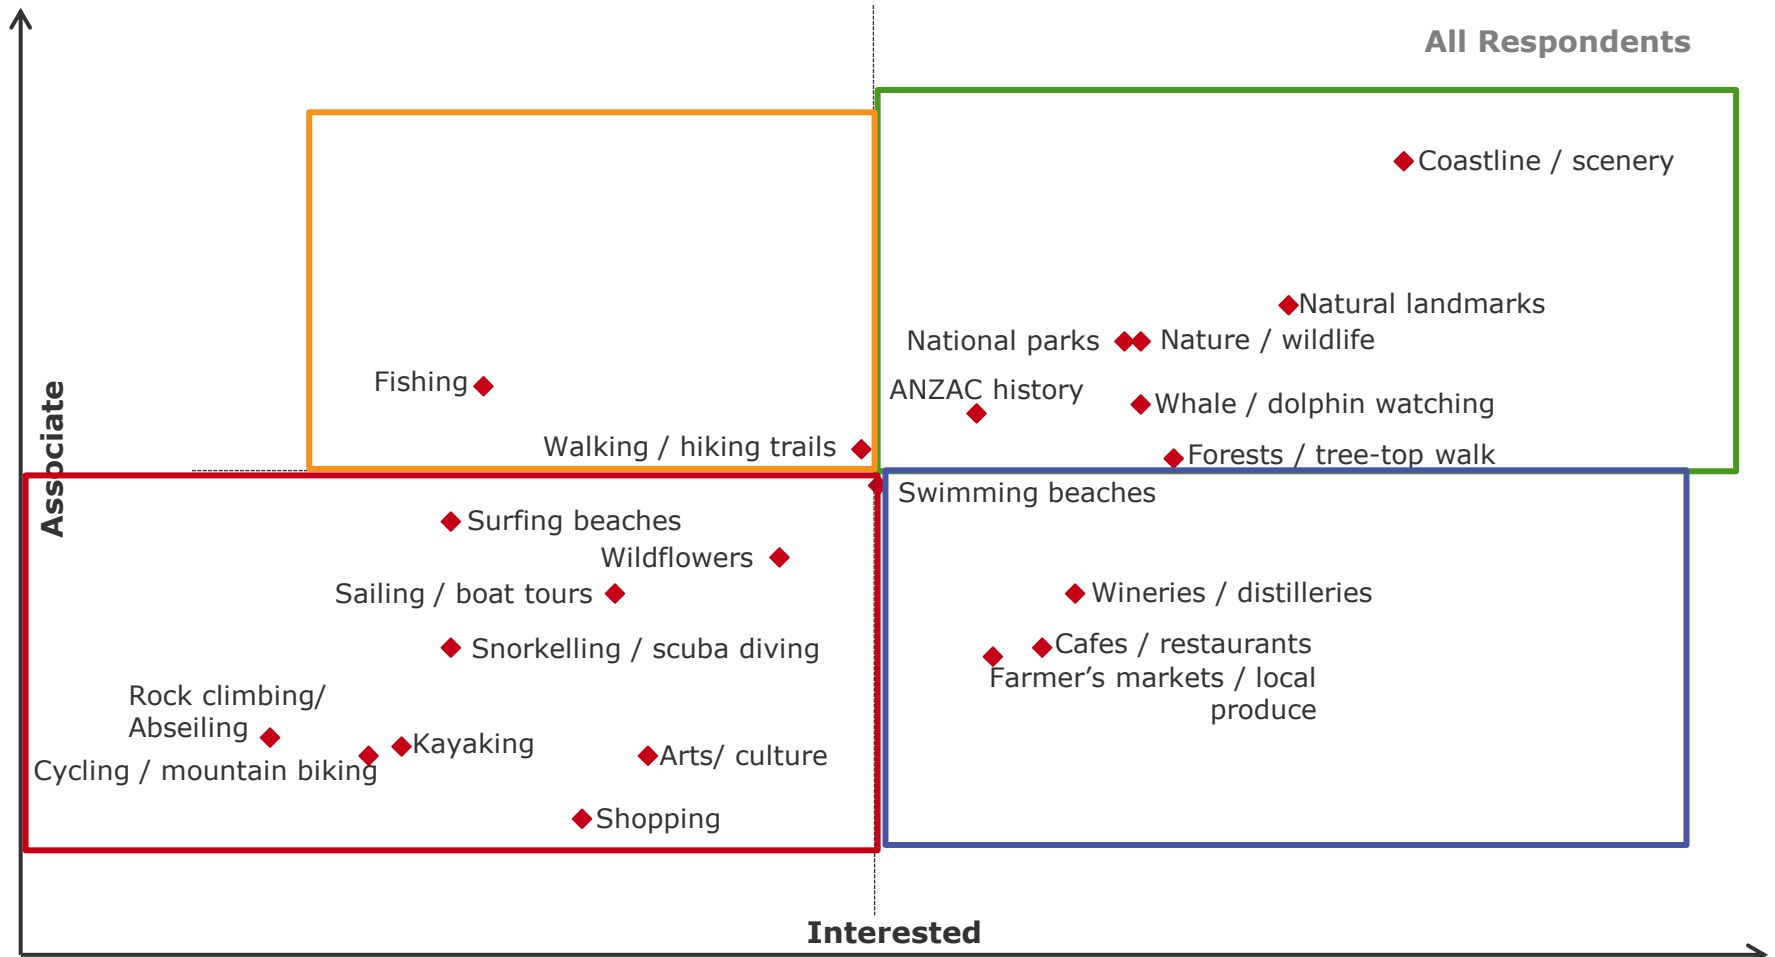 All Respondents
Coastline / scenery
Natural landmarks
National parks
Nature / wildlife
Fishing
ANZAC history
Whale / dolphin watching
Associate
Walking / hiking trails
Forests / tree-top walk
Swimming beaches
Surfing beaches
Wildflowers
Sailing / boat tours
Wineries / distilleries
Snorkelling / scuba diving
Cafes / restaurants
Farmer’s markets / local
produce
Rock climbing/
Abseiling
Kayaking
Cycling / mountain biking
Arts/ culture
Shopping
Interested